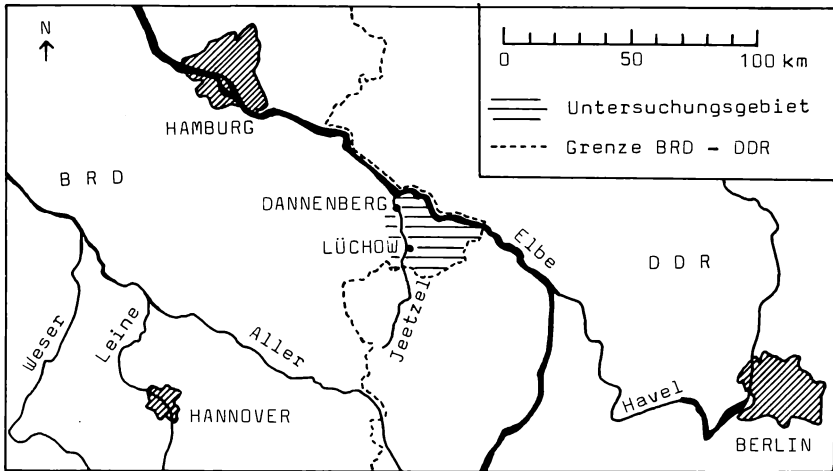 N
HAMBURG
BRD
DANNENBERG
LÜCHOW
Elbe
DDR
Jeetzel
Weser
Leine
Aller
HANNOVER
Havel
BERLIN
0 50 100 km
Untersuchungsgebiet
Grenze BRD – DDR